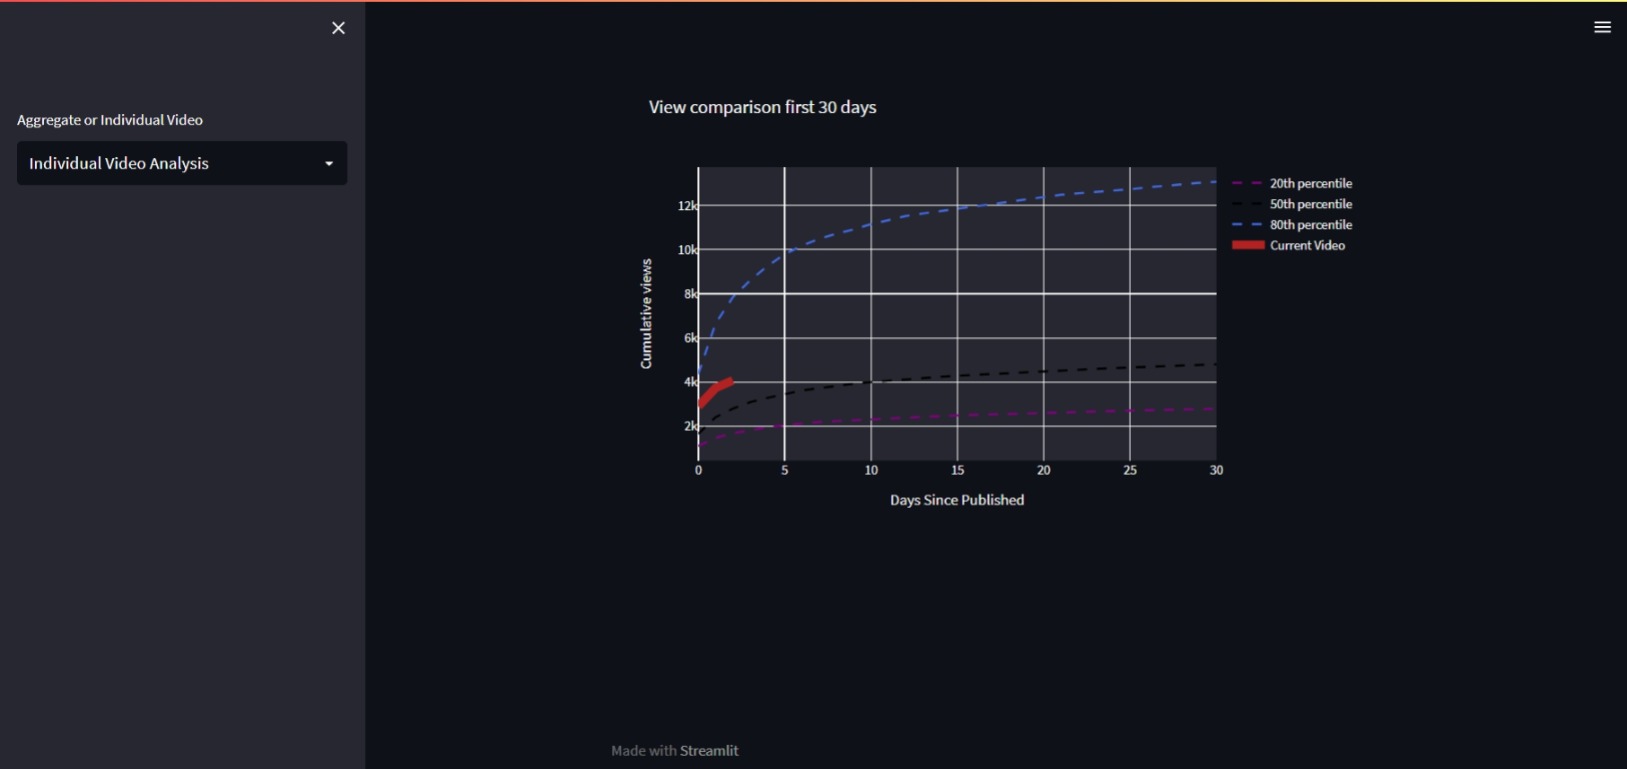 Aggregate or Individual Video
Individual Video Analysis
View comparison first 30 days
Cumulative views
12k
10k
8k
6k
4k
2k
0 5 10 15 20 25 30
Days Since Published
20th percentile
50th percentile
80th percentile
Current Video
Made with Streamlit